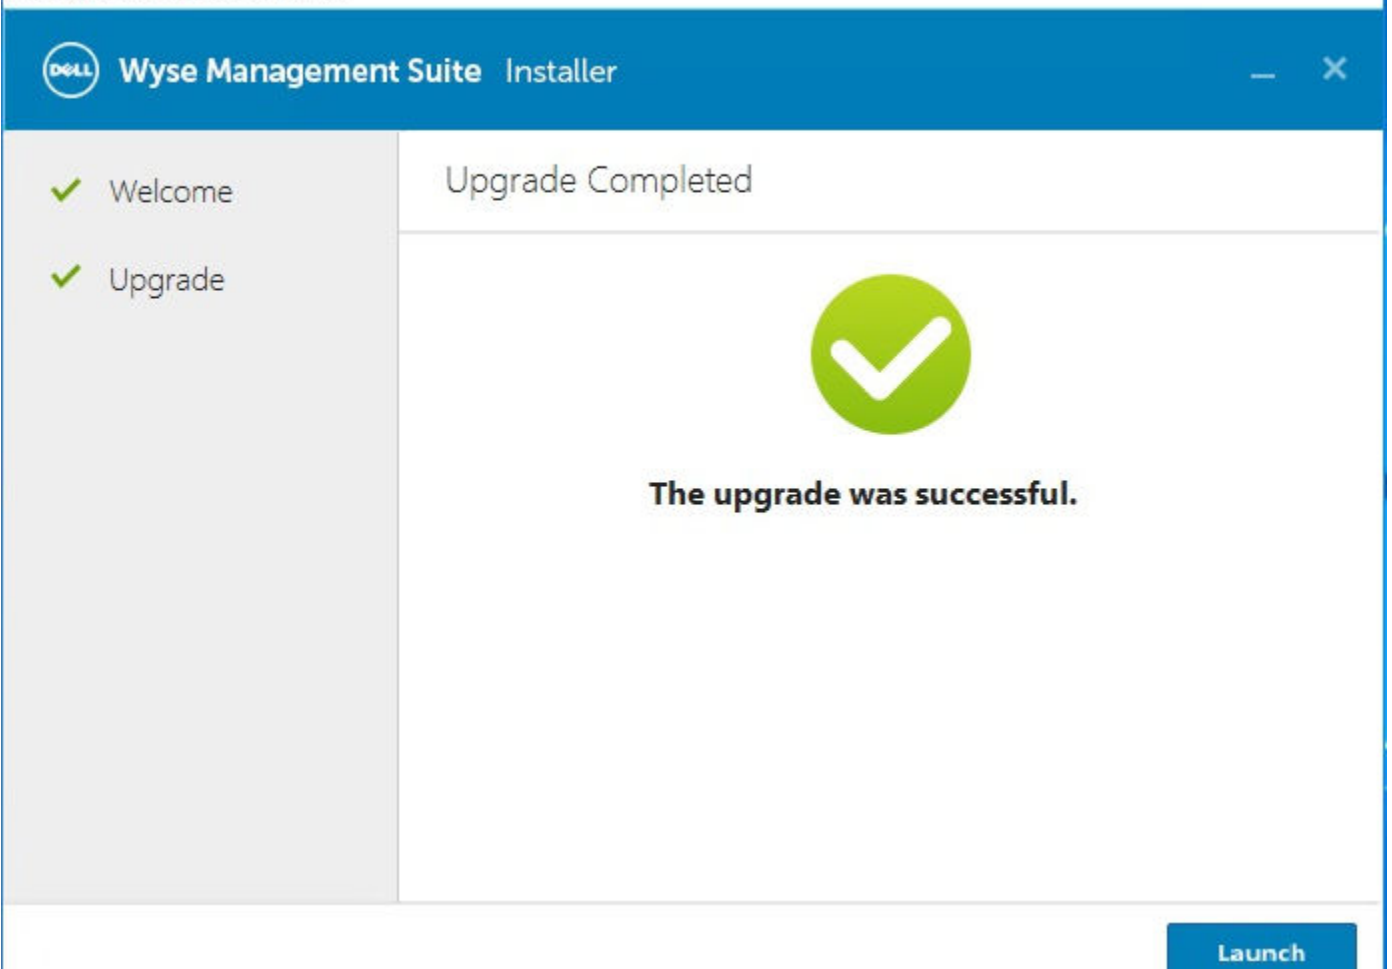 DELL Wyse Management Suite Installer
Welcome
Upgrade
Upgrade Completed
The upgrade was successful.
Launch